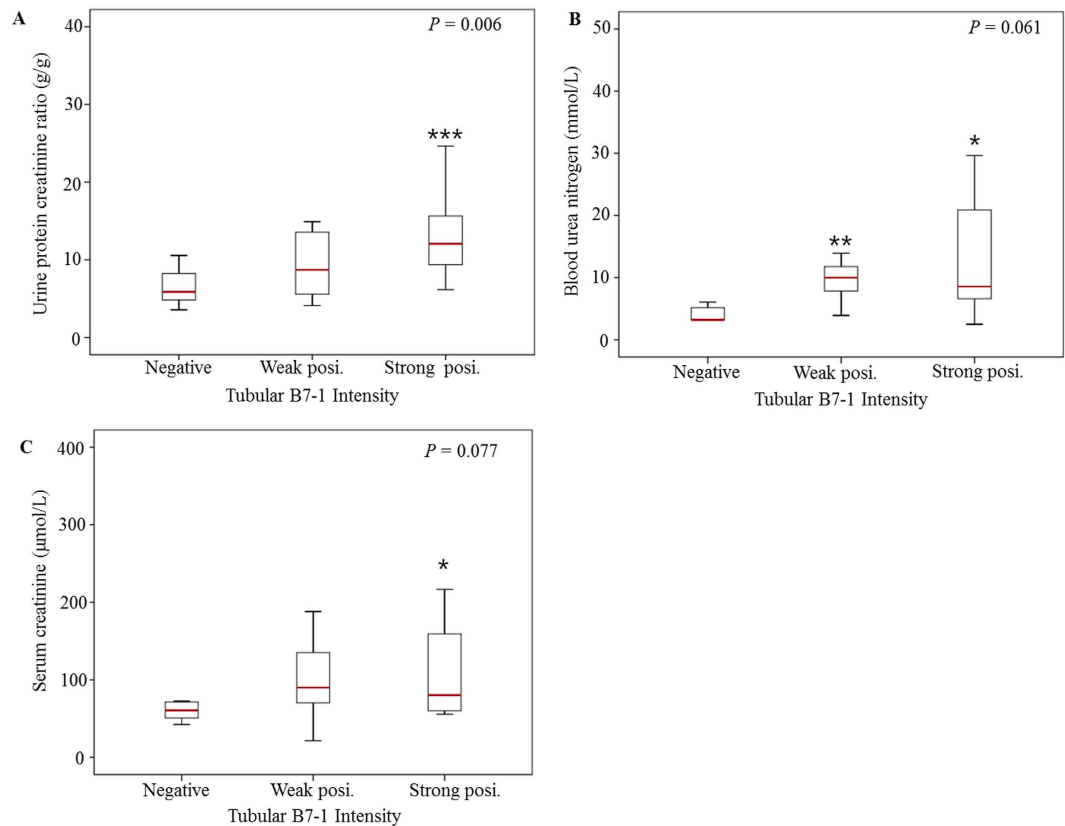 A
P = 0.006
Urine protein creatinine ratio (g/g)
40
30
20
10
0
***
Negative Weak posi. Strong posi.
Tubular B7-1 Intensity
B
P = 0.061
Blood urea nitrogen (mmol/L)
50
40
30
20
10
0
**
*
Negative Weak posi. Strong posi.
Tubular B7-1 Intensity
C
P = 0.077
Serum creatinine (μmol/L)
400
300
200
100
0
*
Negative Weak posi. Strong posi.
Tubular B7-1 Intensity